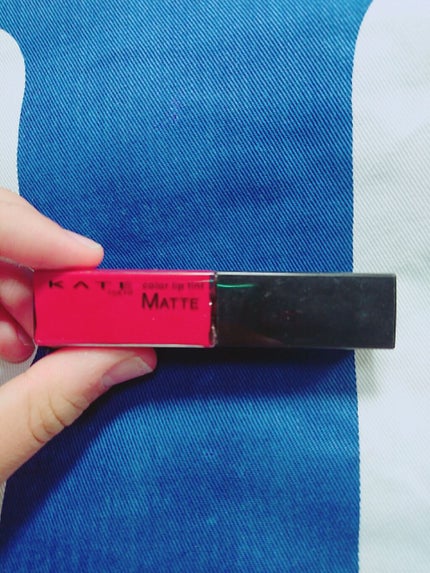 KATE
TOKYO
color lip tint
MATTE